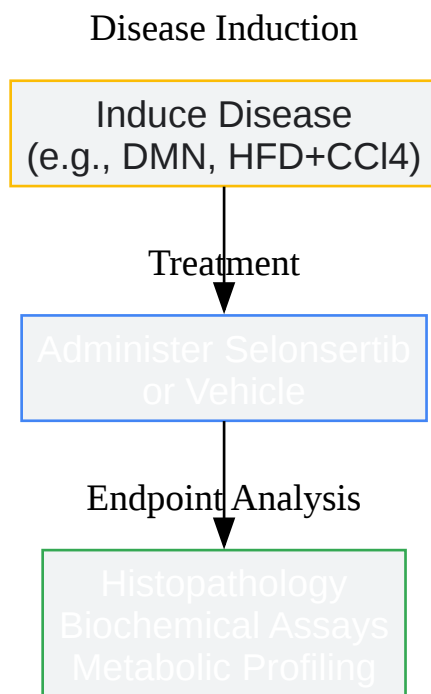 Disease Induction
Induce Disease
(e.g., DMN, HFD+CCl4)
Treatment
Administer Selonsertib
or Vehicle
Endpoint Analysis
Histopathology
Biochemical Assays
Metabolic Profiling